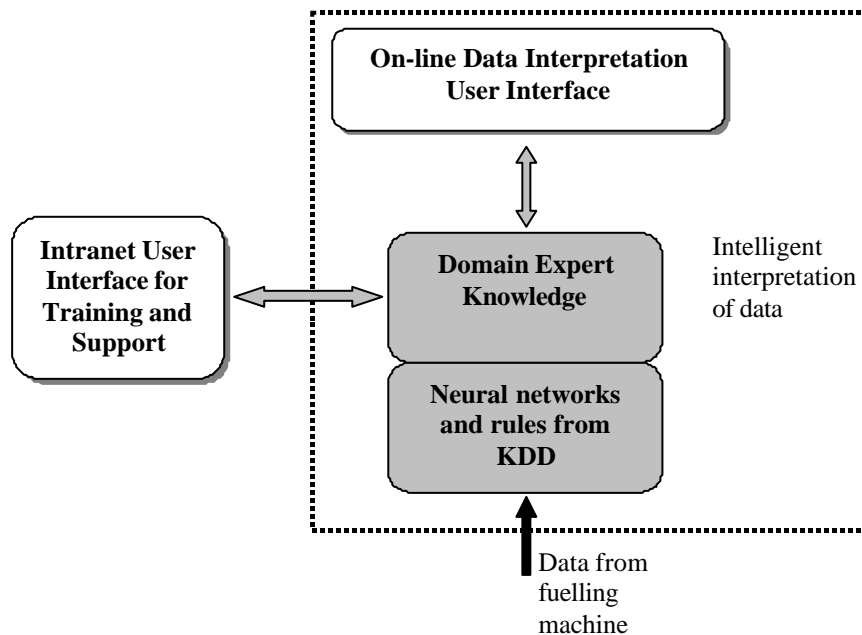 On-line Data Interpretation
User Interface
Intranet User
Interface for
Training and
Support
Domain Expert
Knowledge
Intelligent
interpretation
of data
Neural networks
and rules from
KDD
Data from
fuelling
machine